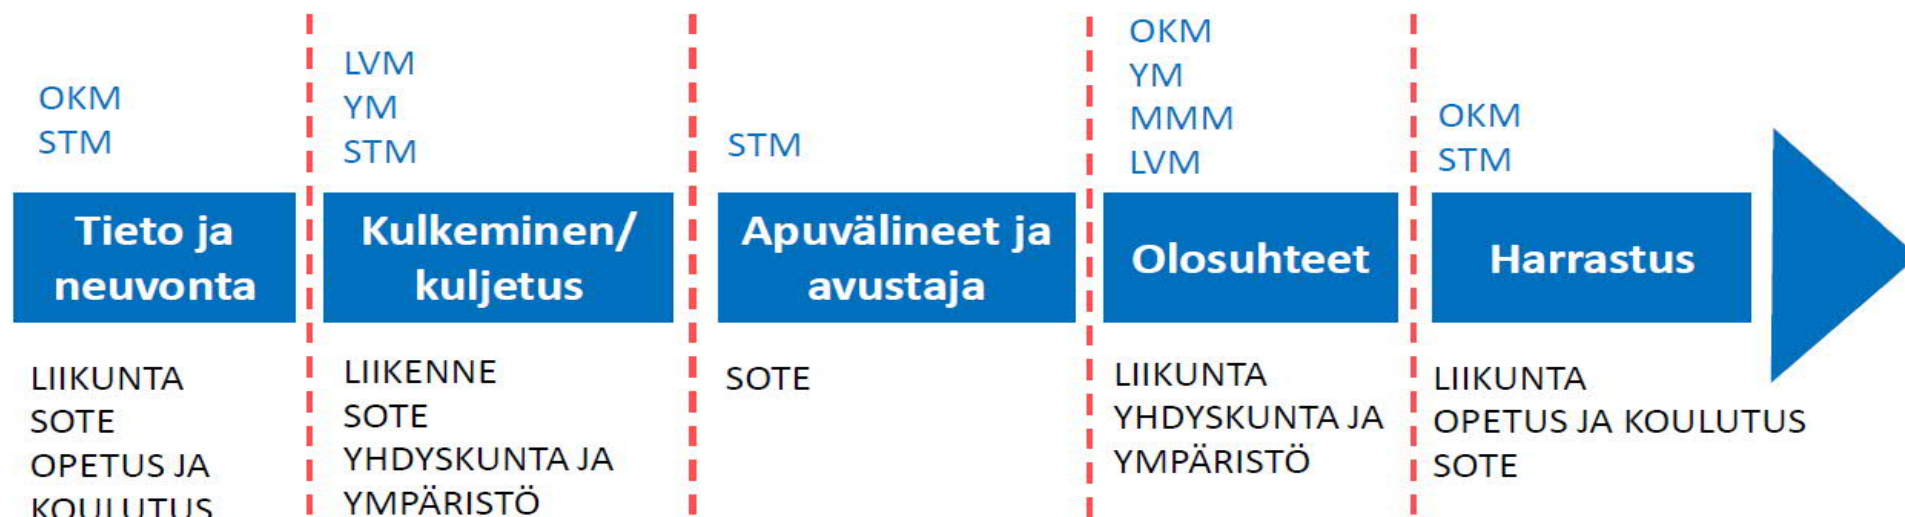 OKM
STM
Tieto ja
neuvonta
LIIKUNTA
SOTE
OPETUS JA
KOULUTUS
LVM
YM
STM
Kulkeminen/
kuljetus
LIIKENNE
SOTE
YHDYSKUNTA JA
YMPÄRISTÖ
STM
Apuvälineet ja
avustaja
SOTE
OKM
YM
MMM
LVM
Olosuhteet
LIIKUNTA
YHDYSKUNTA JA
YMPÄRISTÖ
OKM
STM
Harrastus
LIIKUNTA
OPETUS JA KOULUTUS
SOTE